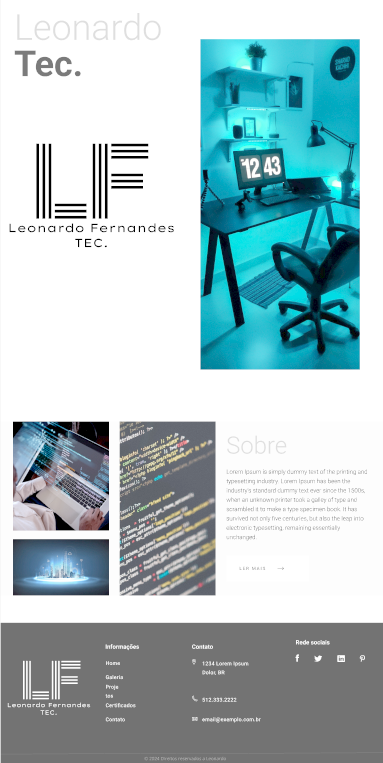 Leonardo
Tec.
LF
Leonardo Fernandes
TEC.
12 43
Sobre
Lorem Ipsum is simply dummy text of the printing and
typesetting industry. Lorem Ipsum has been the
industry's standard dummy text ever since the 1500s,
when an unknown printer took a galley of type and
scrambled it to make a type specimen book. It has
survived not only five centuries, but also the leap into
electronic typesetting, remaining essentially
unchanged.
LER MAIS
Informações
Home
Galeria
Proje
tos
Certificados
Contato
Contato
1234 Lorem Ipsum
Dolor, BR
512.333.2222
email@exemplo.com.br
Rede sociais
LF
Leonardo Fernandes
TEC.
© 2024 Direitos reservados a Leonardo